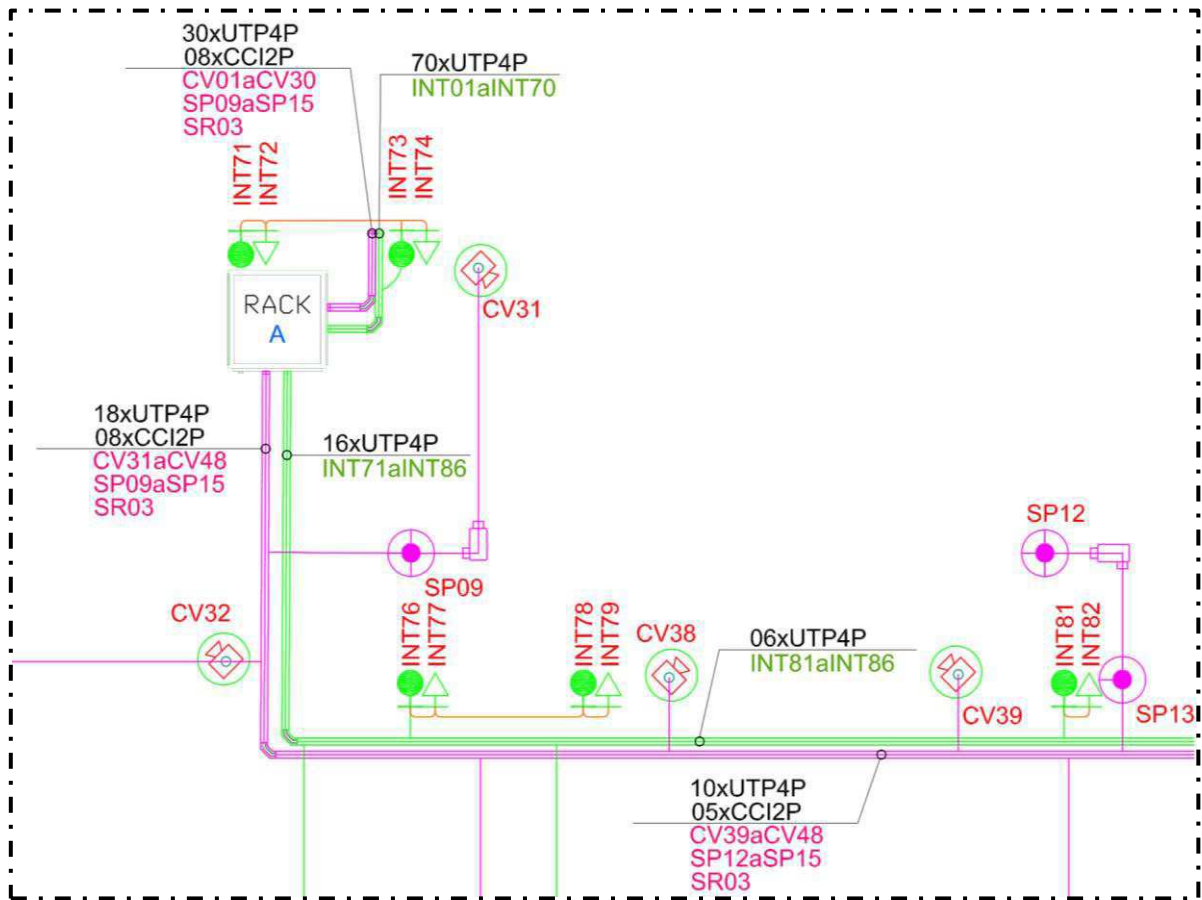 30xUTP4P
08xCCI2P
CV01aCV30
SP09aSP15
SR03
70xUTP4P
INT01aINT70
INT71
INT72
INT73
INT74
CV31
RACK
A
18xUTP4P
08xCCI2P
CV31aCV48
SP09aSP15
SR03
16xUTP4P
INT71aINT86
SP09
SP12
CV32
INT76
INT77
INT78
INT79
CV38
06xUTP4P
INT81aINT86
CV39
INT81
INT82
SP13
10xUTP4P
05xCCI2P
CV39aCV48
SP12aSP15
SR03